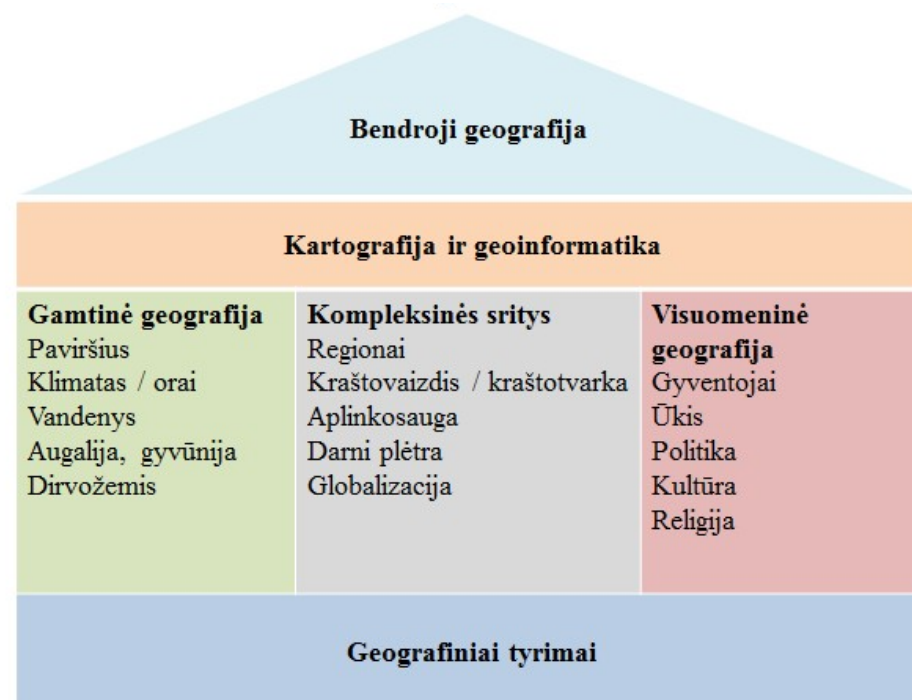 Bendroji geografija
Kartografija ir geoinformatika
Gamtinė geografija
Paviršius
Klimatas / orai
Vandenys
Augalija, gyvūnija
Dirvožemis
Kompleksinės sritys
Regionai
Kraštovaizdis / kraštotvarka
Aplinkosauga
Darni plėtra
Globalizacija
Visuomeninė
geografija
Gyventojai
Ūkis
Politika
Kultūra
Religija
Geografiniai tyrimai